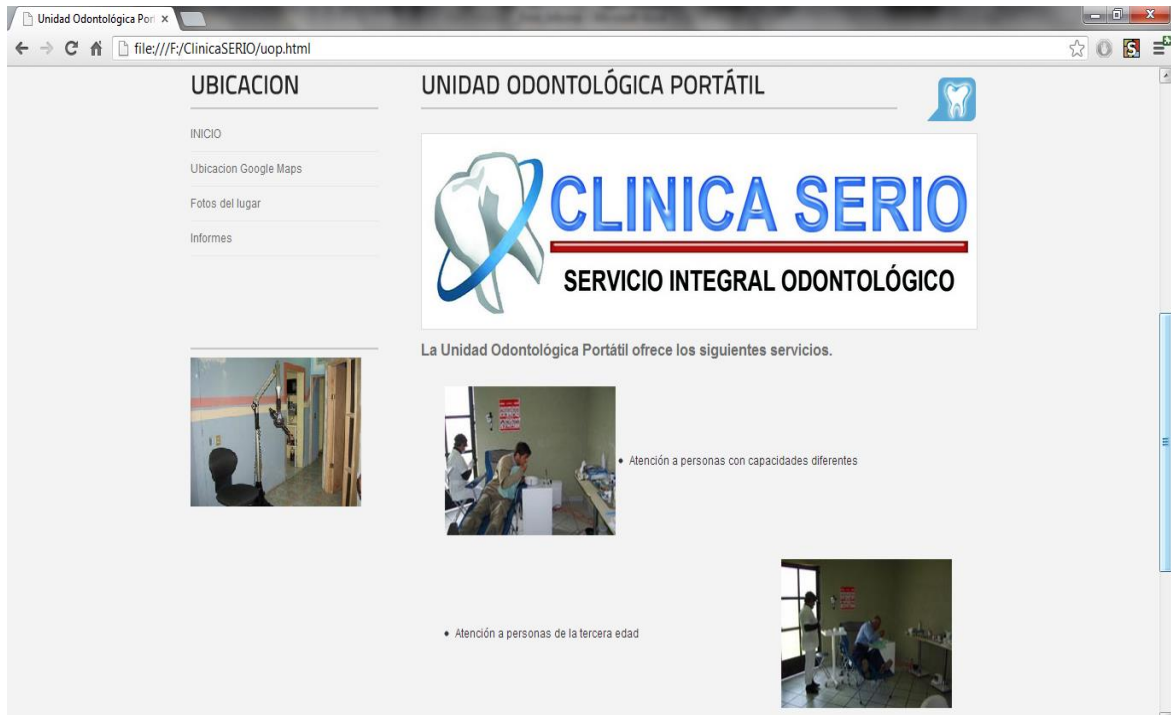 Unidad Odontológica Por
file:///F:/ClinicaSERIO/uop.html
UBICACION
INICIO
Ubicacion Google Maps
Fotos del lugar
Informes
UNIDAD ODONTOLÓGICA PORTÁTIL
CLINICA SERIO
SERVICIO INTEGRAL ODONTOLÓGICO
La Unidad Odontológica Portátil ofrece los siguientes servicios.
• Atención a personas con capacidades diferentes
• Atención a personas de la tercera edad